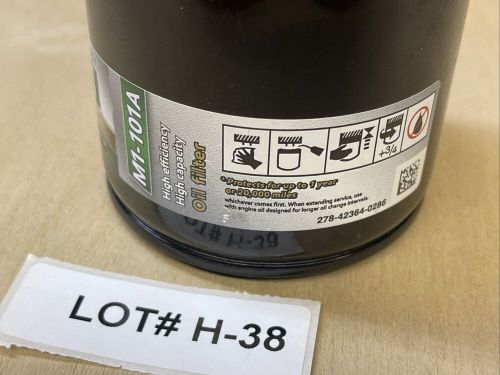 M1-101A
High efficiency
High capacity
Oil filter
*Protects for up to 1 year
or 20,000 miles
whichever comes first. When extending service, use
with engine oil designed for longer oil change intervals.
+3/4
278-42364-0286
LOT# H-38